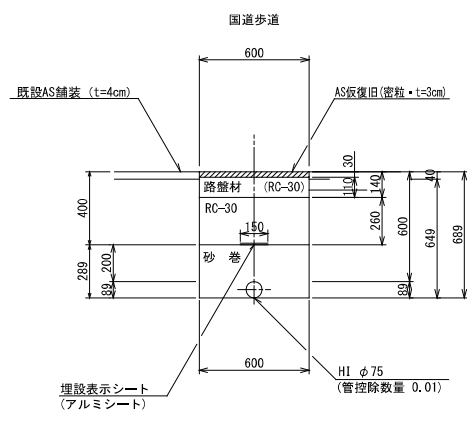 国道歩道
600
既設AS舗装 (t=4cm)
AS仮復旧(密粒・t=3cm)
30
40
路盤材 (RC-30)
110
140
RC-30
400
150
260
600
649
689
砂 巻
200
289
89
89
600
HI φ75
(管控除数量 0.01)
埋設表示シート
(アルミシート)